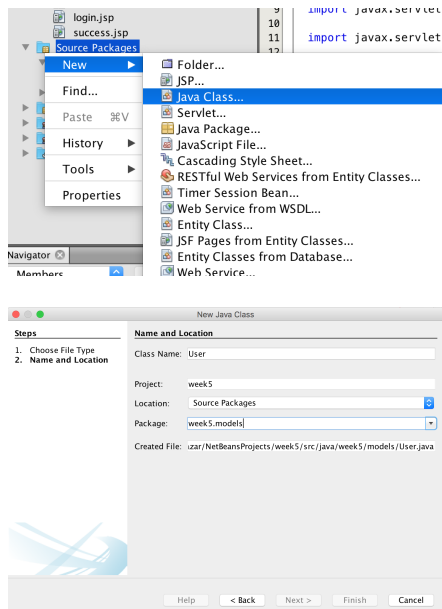 login.jsp
success.jsp
Source Packages
9
10
11
12
import javax.servlet
import javax.servlet
New
Find...
Paste ⌘V
History
Tools
Properties
Folder...
JSP...
Java Class...
Servlet...
Java Package...
JavaScript File...
Cascading Style Sheet...
RESTful Web Services from Entity Classes...
Timer Session Bean...
Web Service from WSDL...
Entity Class...
JSF Pages from Entity Classes...
Entity Classes from Database...
Web Service...
Navigator
Members
New Java Class
Steps
1. Choose File Type
2. Name and Location
Name and Location
Class Name: User
Project: week5
Location: Source Packages
Package: week5.models
Created File:ızar/NetBeansProjects/week5/src/java/week5/models/User.java
Help < Back Next > Finish Cancel